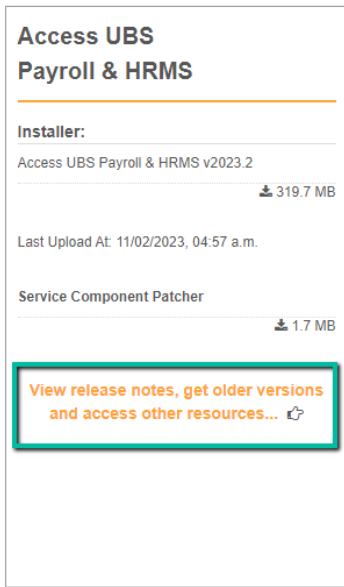 Access UBS
Payroll & HRMS
Installer:
Access UBS Payroll & HRMS v2023.2
319.7 MB
Last Upload At: 11/02/2023, 04:57 a.m.
Service Component Patcher
1.7 MB
View release notes, get older versions
and access other resources...